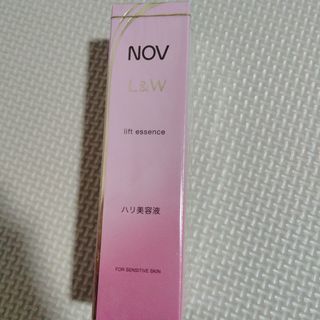 NOV
L&W
lift essence
ハリ美容液
FOR SENSITIVE SKIN